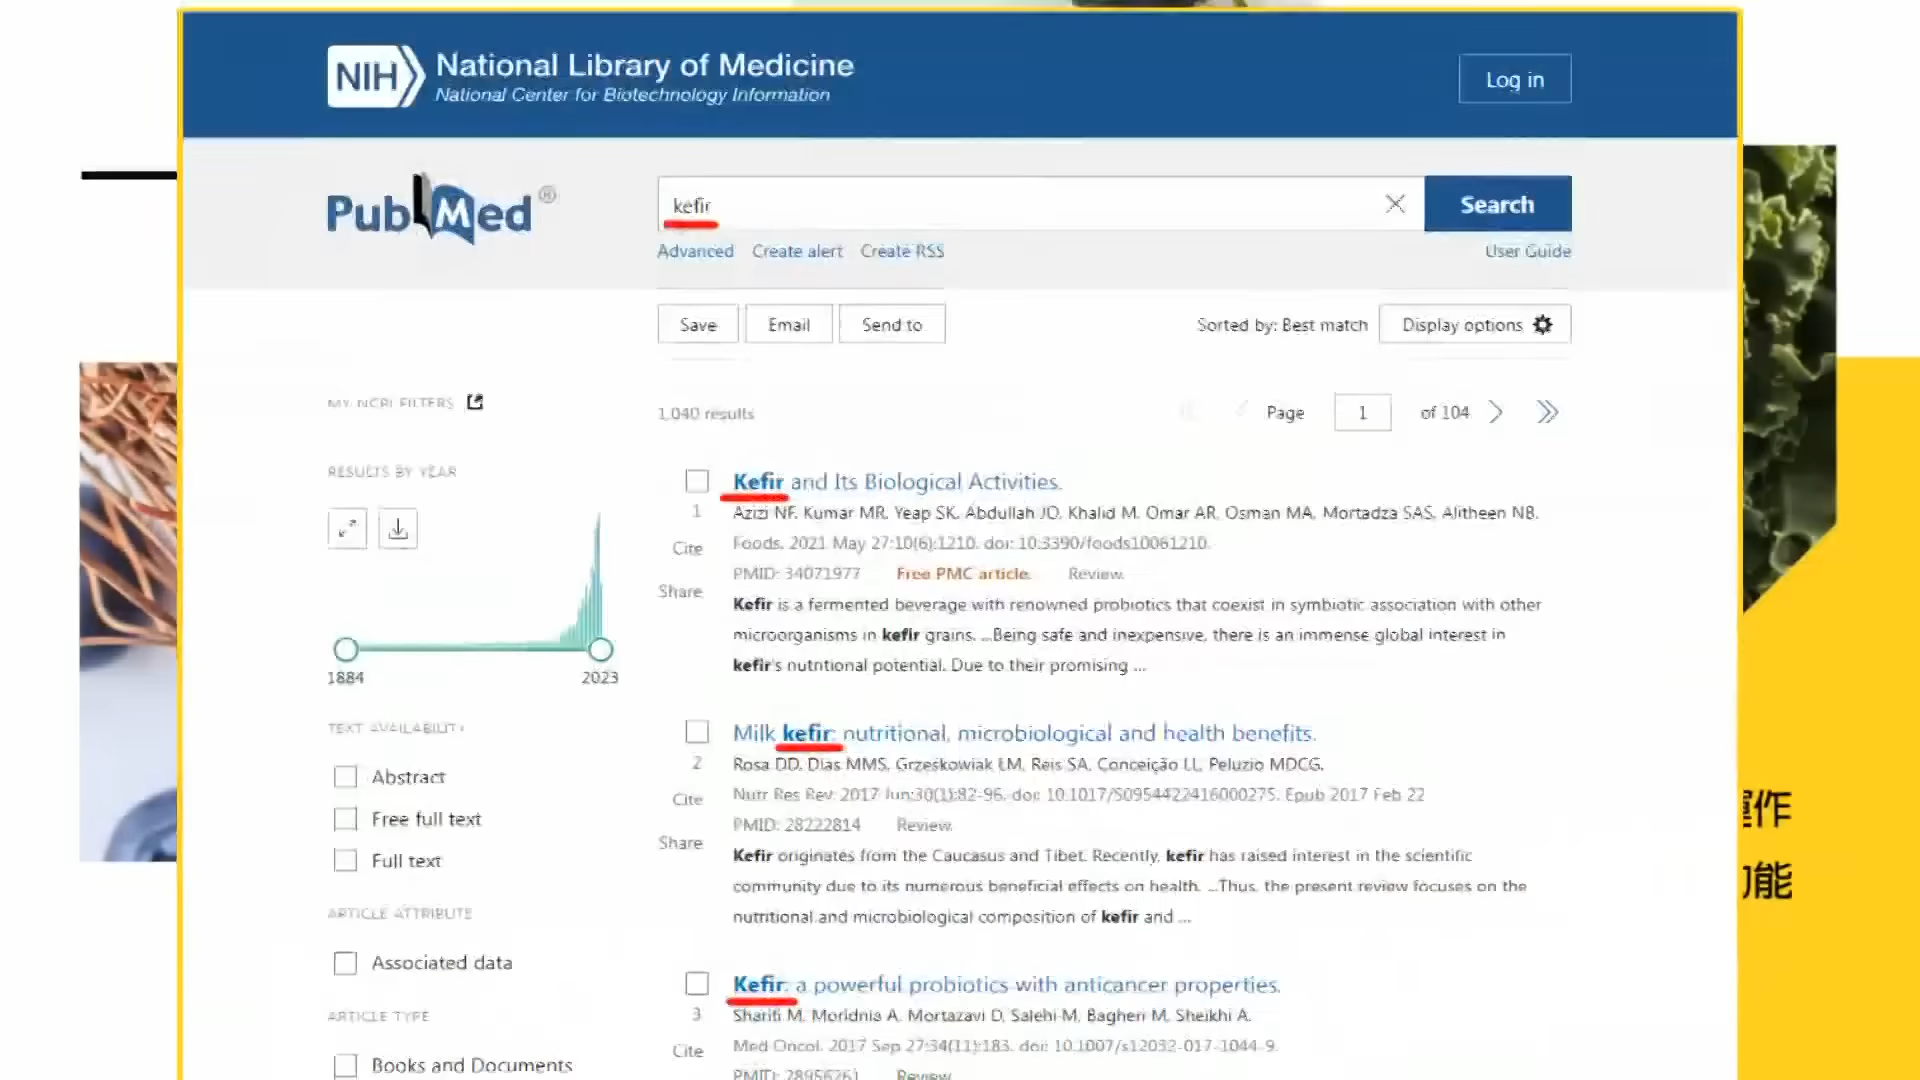 NIH National Library of Medicine
National Center for Biotechnology Information
Log in
PubMed®
kefir
Search
Advanced Create alert Create RSS
User Guide
Save Email Send to
Sorted by: Best match Display options
MY NCBI FILTERS
1,040 results
Page 1 of 104
RESULTS BY YEAR
1884 2023
TEXT AVAILABILITY
Abstract
Free full text
Full text
ARTICLE ATTRIBUTE
Associated data
ARTICLE TYPE
Books and Documents
Kefir and Its Biological Activities.
1
Azizi NF, Kumar MR, Yeap SK, Abdullah JO, Khalid M, Omar AR, Osman MA, Mortadza SAS, Alitheen NB.
Cite
Foods. 2021 May 27;10(6):1210. doi: 10.3390/foods10061210.
PMID: 34071977 Free PMC article. Review.
Share
Kefir is a fermented beverage with renowned probiotics that coexist in symbiotic association with other
microorganisms in kefir grains. ...Being safe and inexpensive, there is an immense global interest in
kefir's nutritional potential. Due to their promising ...
Milk kefir: nutritional, microbiological and health benefits.
2
Rosa DD, Dias MMS, Grześkowiak ŁM, Reis SA, Conceição LL, Peluzio MDCG.
Cite
Nutr Res Rev. 2017 Jun;30(1):82-96. doi: 10.1017/S0954422416000275. Epub 2017 Feb 22
PMID: 28222814 Review.
Share
Kefir originates from the Caucasus and Tibet. Recently, kefir has raised interest in the scientific
community due to its numerous beneficial effects on health. ...Thus, the present review focuses on the
nutritional and microbiological composition of kefir and ...
Kefir: a powerful probiotics with anticancer properties.
3
Sharifi M, Moridnia A, Mortazavi D, Salehi M, Bagheri M, Sheikhi A.
Cite
Med Oncol. 2017 Sep 27;34(11):183. doi: 10.1007/s12032-017-1044-9.
PMID: 28956261 Review.
作
能